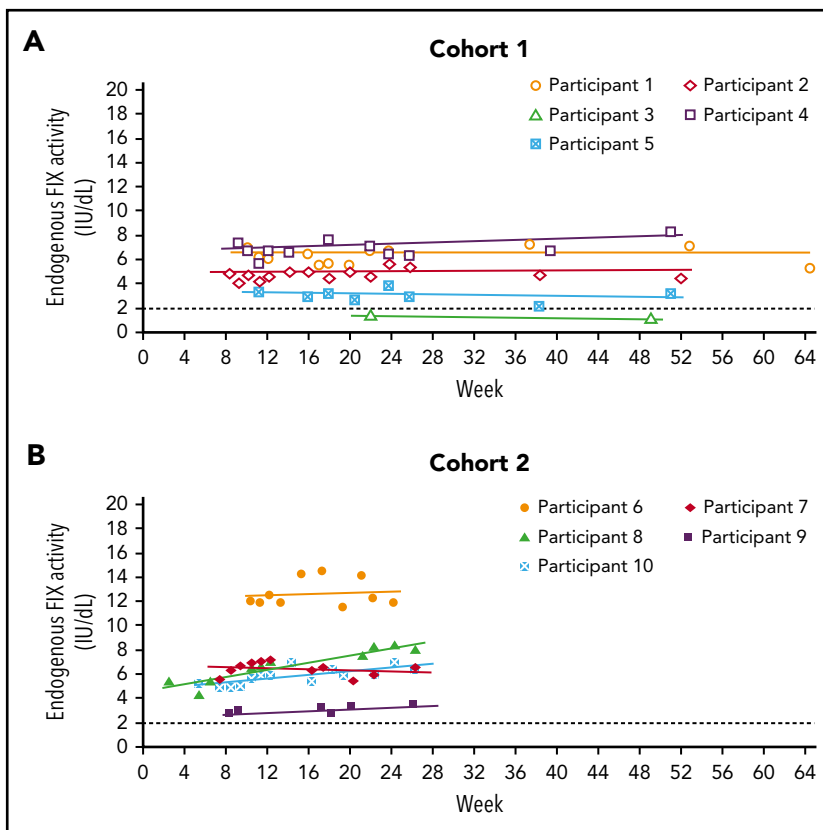 A
Cohort 1
Participant 1 Participant 2
Participant 3 Participant 4
Participant 5
Endogenous FIX activity
(IU/dL)
20
18
16
14
12
10
8
6
4
2
0
0 4 8 12 16 20 24 28 32 36 40 44 48 52 56 60 64
Week
B
Cohort 2
Participant 6 Participant 7
Participant 8 Participant 9
Participant 10
Endogenous FIX activity
(IU/dL)
20
18
16
14
12
10
8
6
4
2
0
0 4 8 12 16 20 24 28 32 36 40 44 48 52 56 60 64
Week